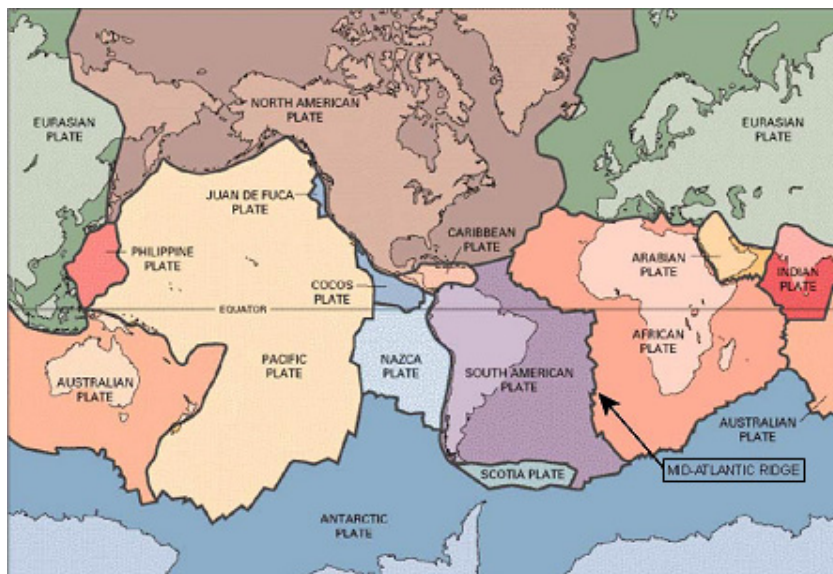 NORTH AMERICAN
PLATE
EURASIAN
PLATE
EURASIAN
PLATE
JUAN DE FUCA
PLATE
CARIBBEAN
PLATE
PHILIPPINE
PLATE
ARABIAN
PLATE
INDIAN
PLATE
COCOS
PLATE
EQUATOR
AFRICAN
PLATE
PACIFIC
PLATE
NAZCA
PLATE
SOUTH AMERICAN
PLATE
AUSTRALIAN
PLATE
AUSTRALIAN
PLATE
SCOTIA PLATE
MID-ATLANTIC RIDGE
ANTARCTIC
PLATE